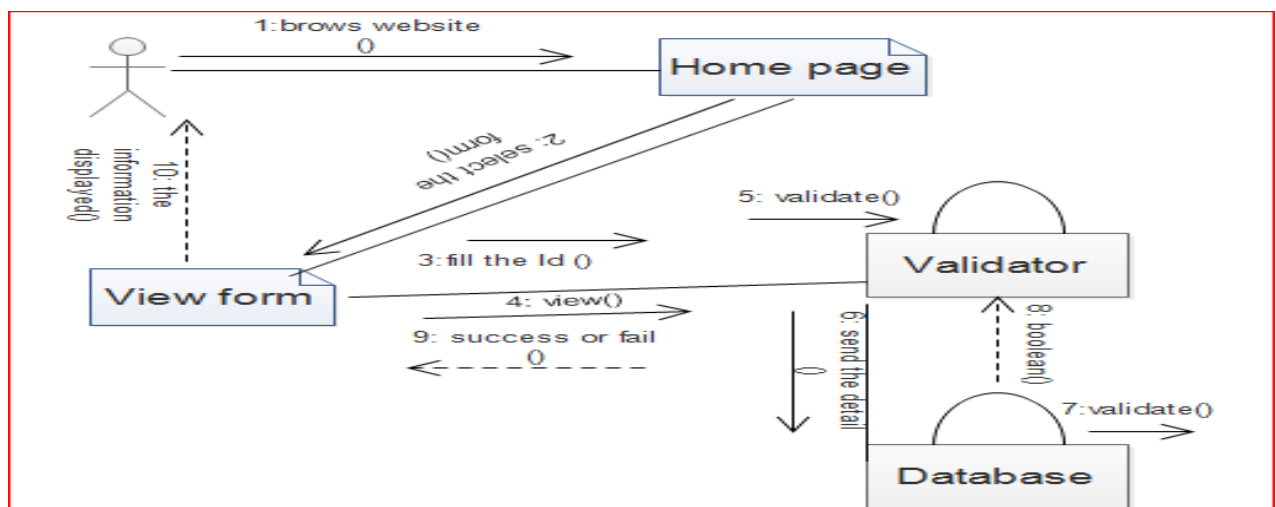 1:brows website
()
Home page
2: select the
form()
10: the
information
displayed()
5: validate()
3:fill the Id ()
Validator
View form
4: view()
9: success or fail
()
6: send the detail
()
8: boolean()
7:validate()
Database